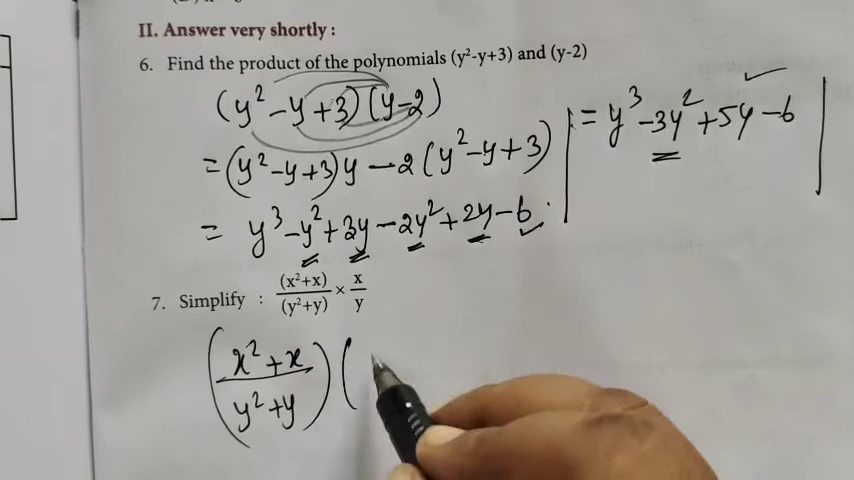 II. Answer very shortly :
6. Find the product of the polynomials (y²-y+3) and (y-2)
(y² - y + 3) (y - 2)
= (y² - y + 3) y - 2 (y² - y + 3)
= y³ - y² + 3y - 2y² + 2y - 6
= y³ - 3y² + 5y - 6
7. Simplify : (x²+x)/(y²+y) × x/y
(x² + x / y² + y) (